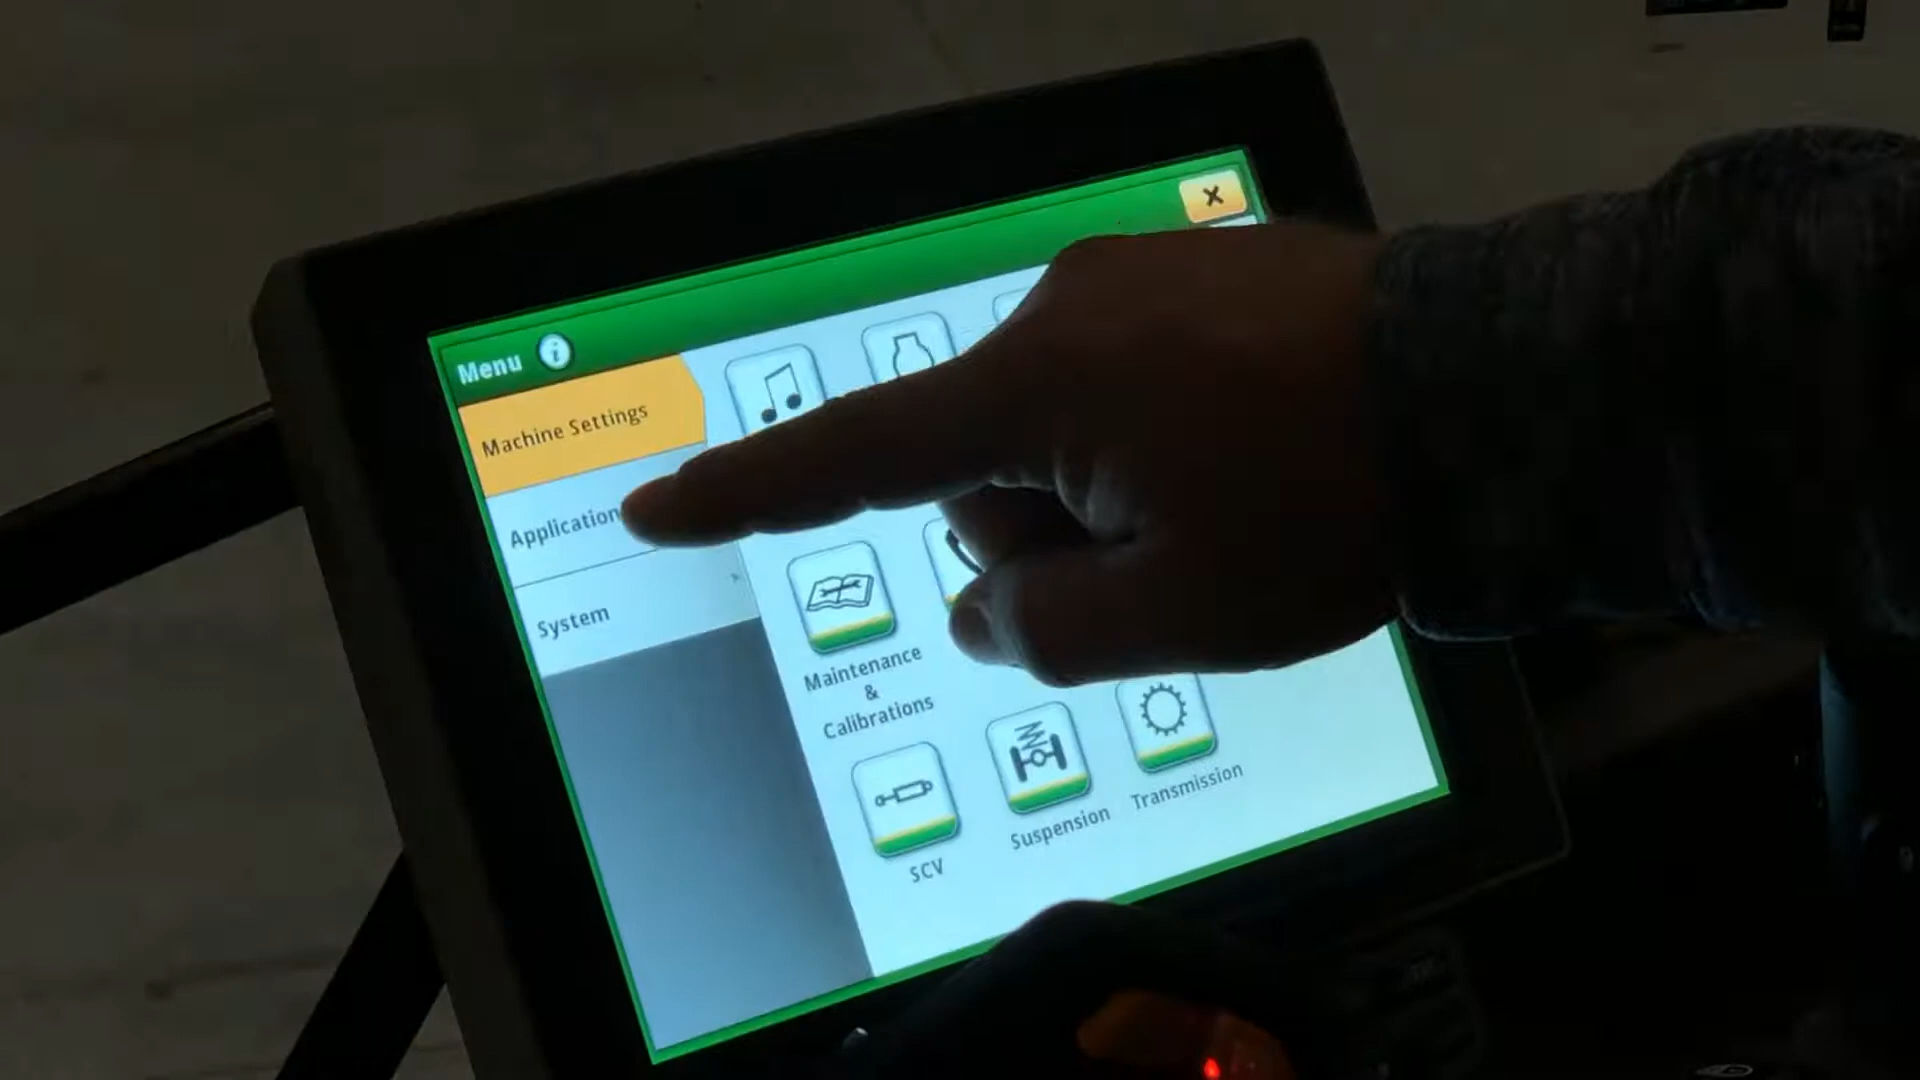 Menu
Machine Settings
Application
System
Maintenance
&
Calibrations
SCV
Suspension
Transmission